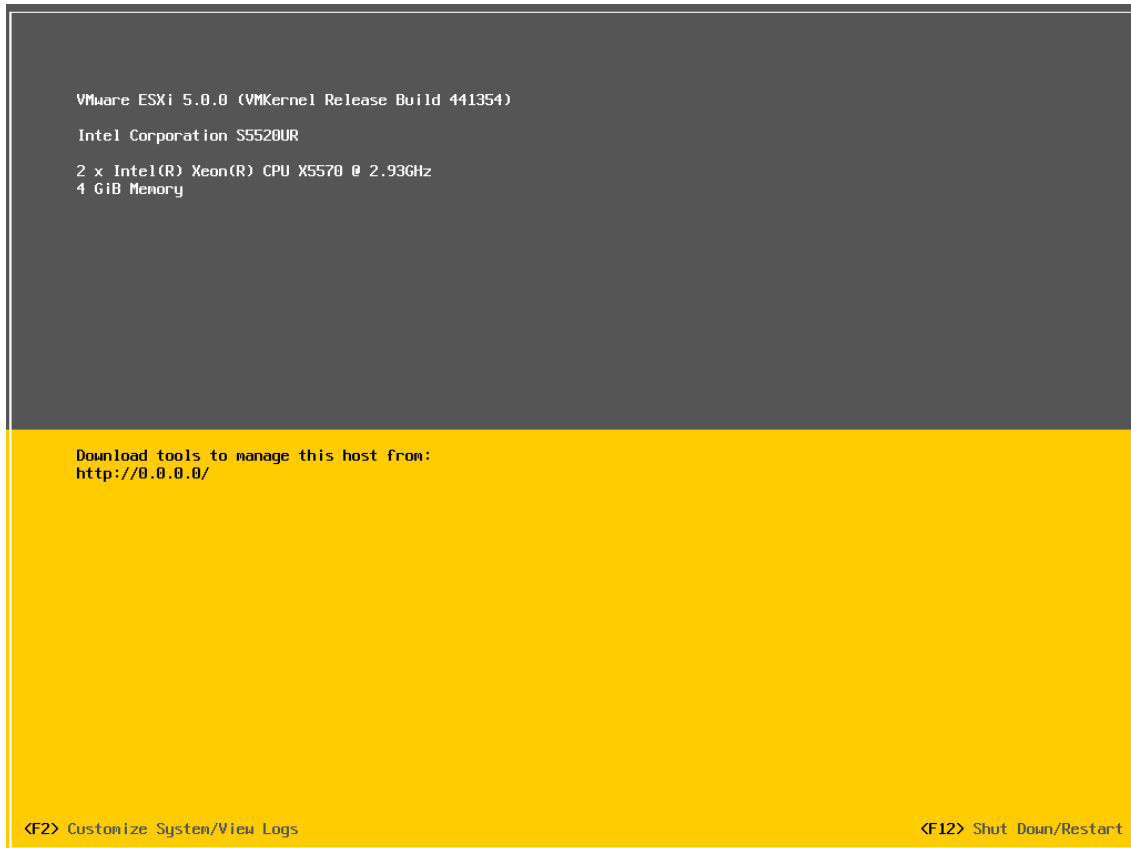 VMware ESXi 5.0.0 (VMKernel Release Build 441354)
Intel Corporation S5520UR
2 x Intel(R) Xeon(R) CPU X5570 @ 2.93GHz
4 GiB Memory
Download tools to manage this host from:
http://0.0.0.0/
<F2> Customize System/View Logs
<F12> Shut Down/Restart